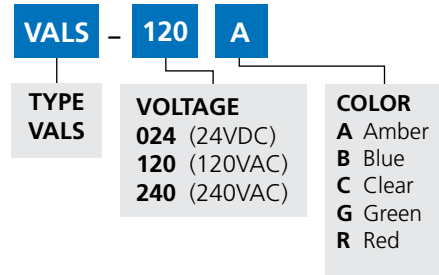 VALS – 120 A
TYPE
VALS
VOLTAGE
024 (24VDC)
120 (120VAC)
240 (240VAC)
COLOR
A Amber
B Blue
C Clear
G Green
R Red